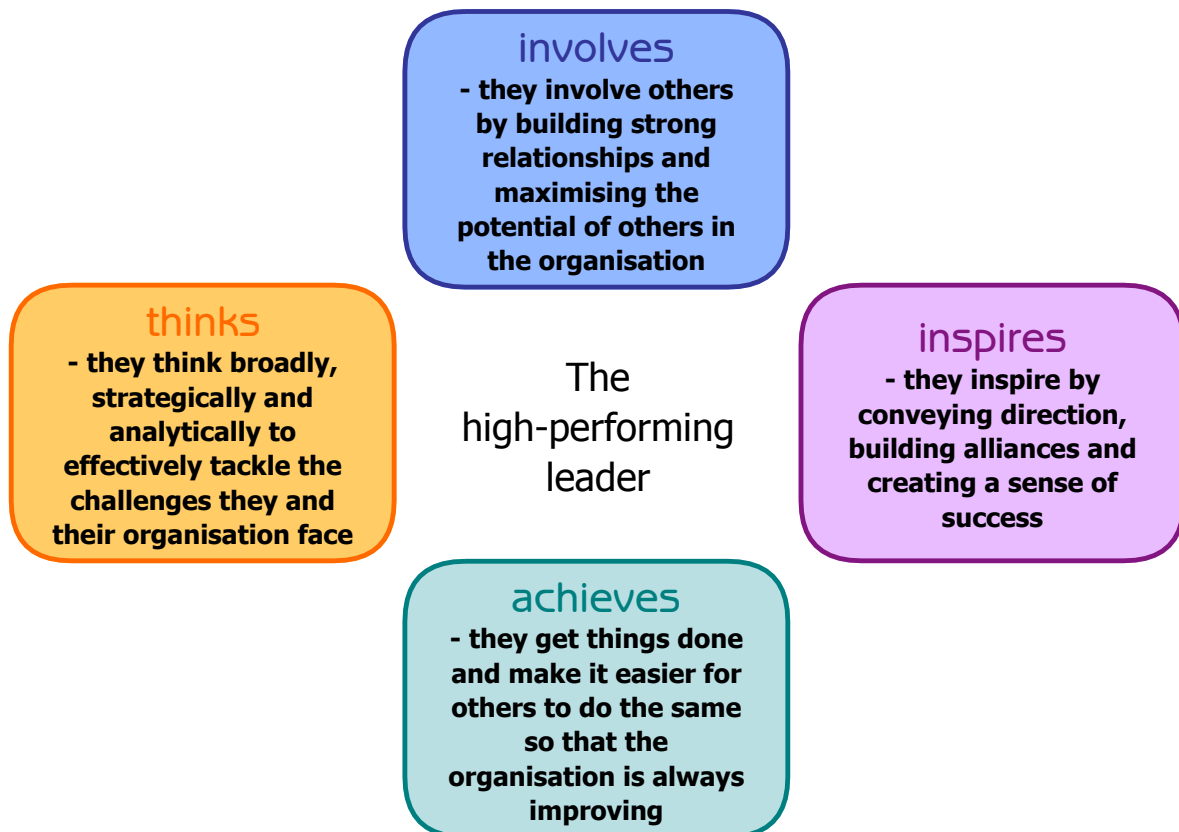 involves
- they involve others
by building strong
relationships and
maximising the
potential of others in
the organisation
thinks
- they think broadly,
strategically and
analytically to
effectively tackle the
challenges they and
their organisation face
The
high-performing
leader
inspires
- they inspire by
conveying direction,
building alliances and
creating a sense of
success
achieves
- they get things done
and make it easier for
others to do the same
so that the
organisation is always
improving